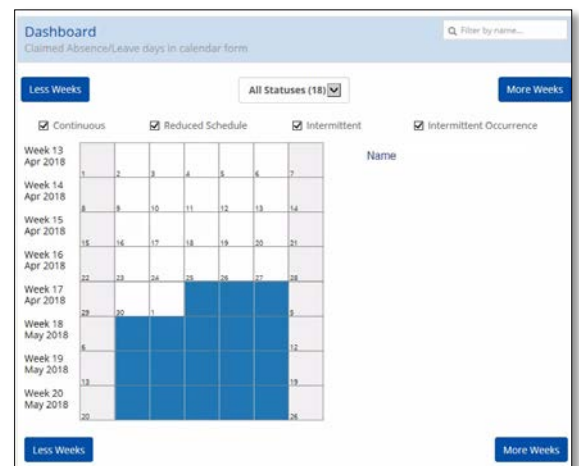 Dashboard
Filter by name...
Claimed Absence/Leave days in calendar form
Less Weeks
All Statuses (18)
More Weeks
Continuous
Reduced Schedule
Intermittent
Intermittent Occurrence
Name
Week 13
Apr 2018
1 2 3 4 5 6 7
Week 14
Apr 2018
8 9 10 11 12 13 14
Week 15
Apr 2018
15 16 17 18 19 20 21
Week 16
Apr 2018
22 23 24 25 26 27 28
Week 17
Apr 2018
29 30 1 5
Week 18
May 2018
6 12
Week 19
May 2018
13 19
Week 20
May 2018
20 26
Less Weeks
More Weeks